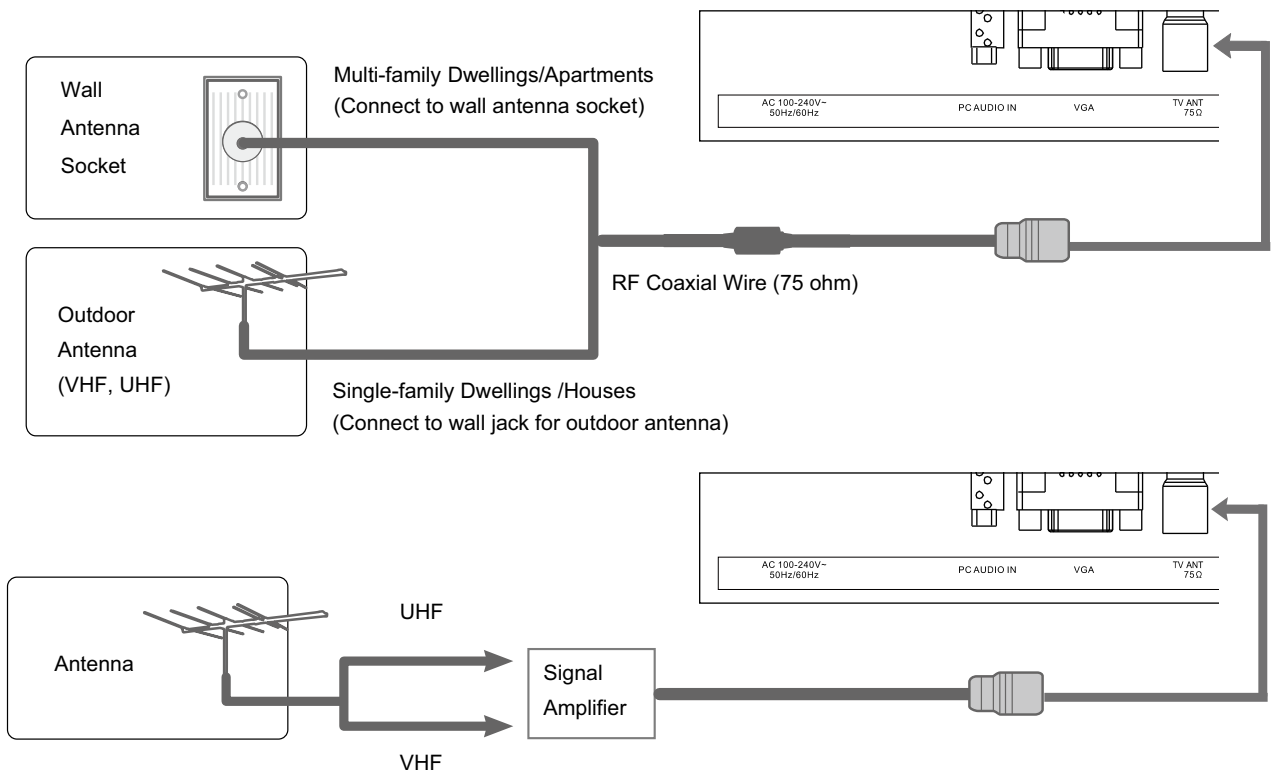 Wall
Antenna
Socket
Multi-family Dwellings/Apartments
(Connect to wall antenna socket)
AC 100-240V~
50Hz/60Hz
PC AUDIO IN
VGA
TV ANT
75Ω
RF Coaxial Wire (75 ohm)
Outdoor
Antenna
(VHF, UHF)
Single-family Dwellings /Houses
(Connect to wall jack for outdoor antenna)
AC 100-240V~
50Hz/60Hz
PC AUDIO IN
VGA
TV ANT
75Ω
Antenna
UHF
VHF
Signal
Amplifier